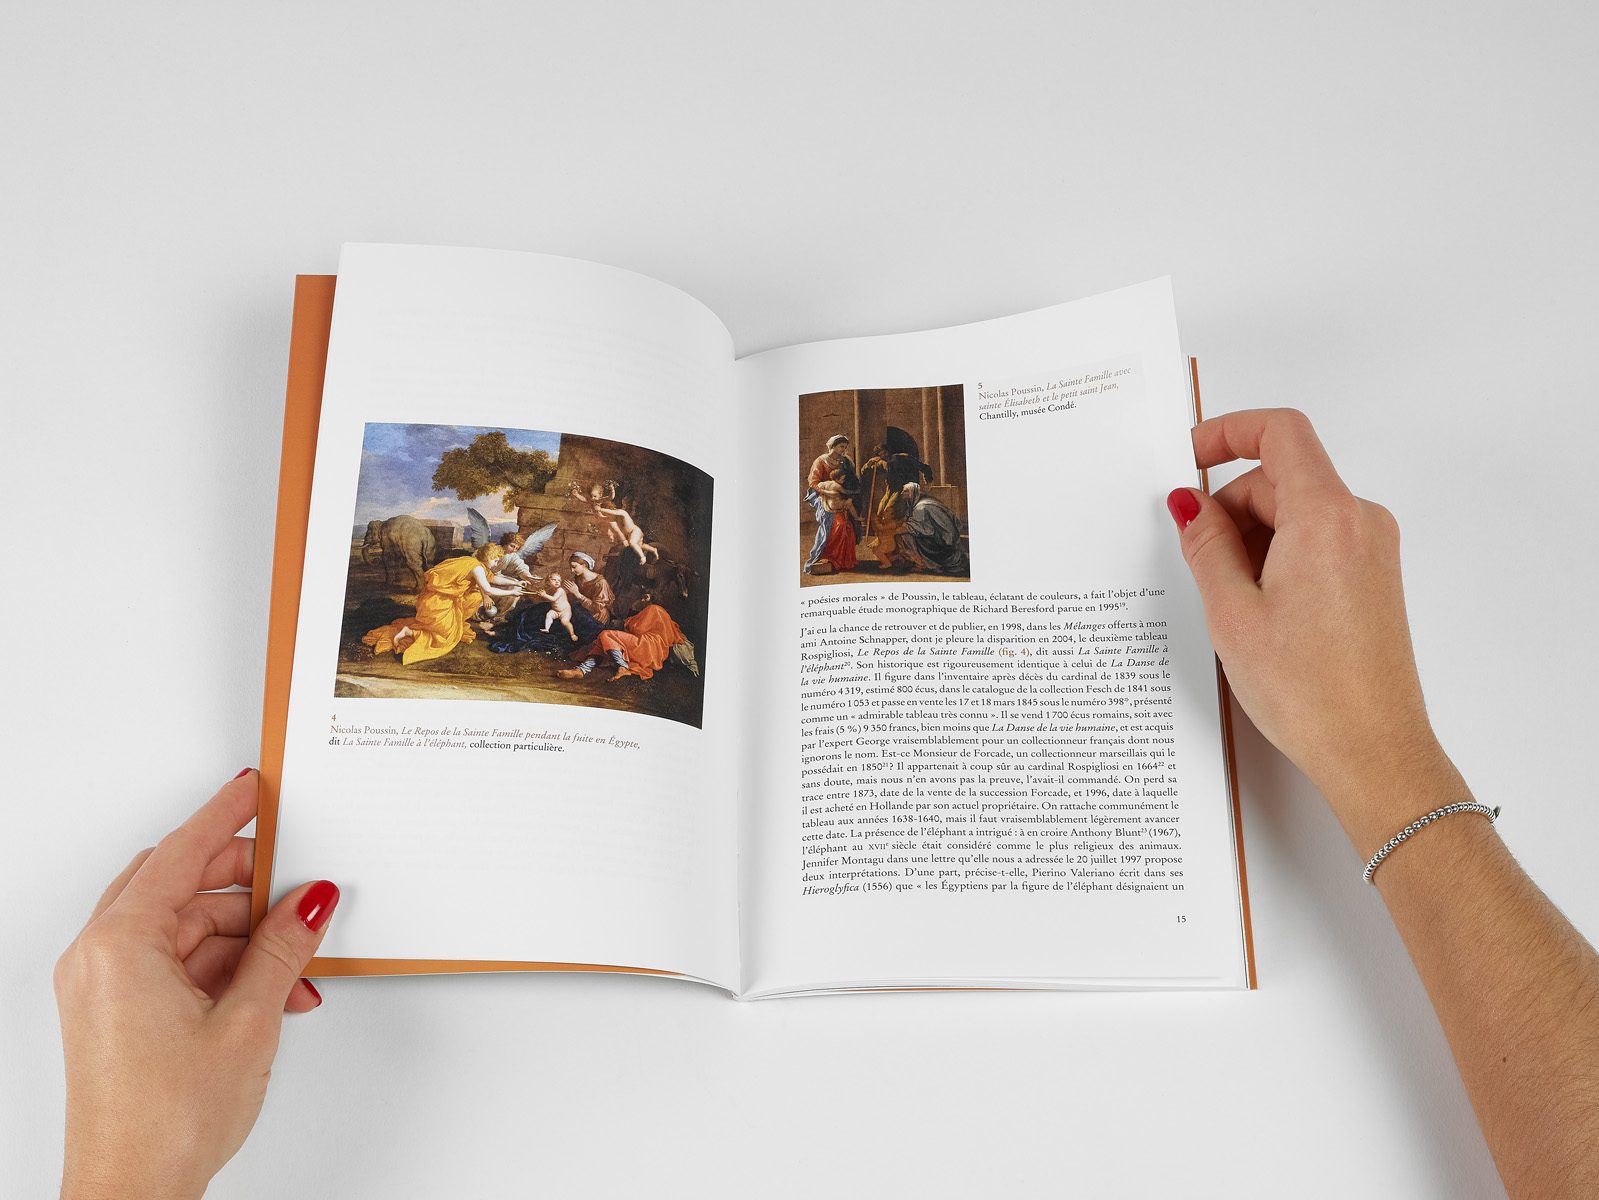 4
Nicolas Poussin, Le Repos de la Sainte Famille pendant la fuite en Égypte,
dit La Sainte Famille à l'éléphant, collection particulière.
5
Nicolas Poussin, La Sainte Famille avec
sainte Élisabeth et le petit saint Jean,
Chantilly, musée Condé.
« poésies morales » de Poussin, le tableau, éclatant de couleurs, a fait l'objet d'une
remarquable étude monographique de Richard Beresford parue en 1995¹⁹.
J'ai eu la chance de retrouver et de publier, en 1998, dans les Mélanges offerts à mon
ami Antoine Schnapper, dont je pleure la disparition en 2004, le deuxième tableau
Rospigliosi, Le Repos de la Sainte Famille (fig. 4), dit aussi La Sainte Famille à
l'éléphant²⁰. Son historique est rigoureusement identique à celui de La Danse de
la vie humaine. Il figure dans l'inventaire après décès du cardinal de 1839 sous le
numéro 4 319, estimé 800 écus, dans le catalogue de la collection Fesch de 1841 sous
le numéro 1 053 et passe en vente les 17 et 18 mars 1845 sous le numéro 398*, présenté
comme un « admirable tableau très connu ». Il se vend 1 700 écus romains, soit avec
les frais (5 %) 9 350 francs, bien moins que La Danse de la vie humaine, et est acquis
par l'expert George vraisemblablement pour un collectionneur français dont nous
ignorons le nom. Est-ce Monsieur de Forcade, un collectionneur marseillais qui le
possédait en 1850²¹? Il appartenait à coup sûr au cardinal Rospigliosi en 1664²² et
sans doute, mais nous n'en avons pas la preuve, l'avait-il commandé. On perd sa
trace entre 1873, date de la vente de la succession Forcade, et 1996, date à laquelle
il est acheté en Hollande par son actuel propriétaire. On rattache communément le
tableau aux années 1638-1640, mais il faut vraisemblablement légèrement avancer
cette date. La présence de l'éléphant a intrigué : à en croire Anthony Blunt²³ (1967),
l'éléphant au XVIIᵉ siècle était considéré comme le plus religieux des animaux.
Jennifer Montagu dans une lettre qu'elle nous a adressée le 20 juillet 1997 propose
deux interprétations. D'une part, précise-t-elle, Pierino Valeriano écrit dans ses
Hieroglyfica (1556) que « les Égyptiens par la figure de l'éléphant désignaient un
15